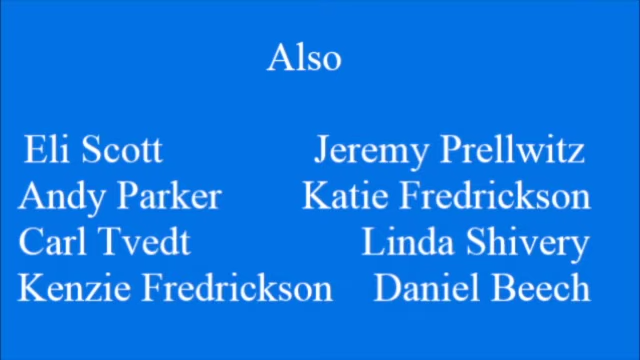 Also
Eli Scott Jeremy Prellwitz
Andy Parker Katie Fredrickson
Carl Tvedt Linda Shivery
Kenzie Fredrickson Daniel Beech